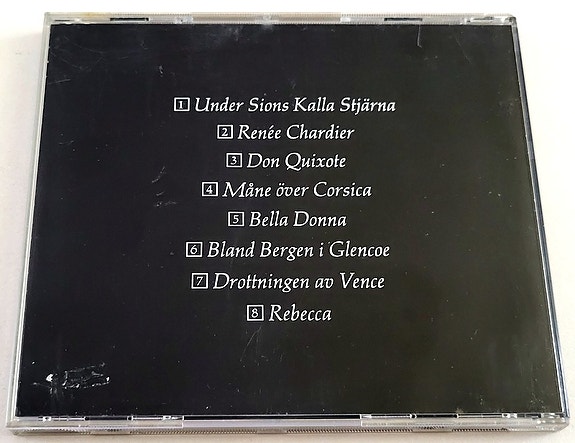 1 Under Sions Kalla Stjärna
2 Renée Chardier
3 Don Quixote
4 Måne över Corsica
5 Bella Donna
6 Bland Bergen i Glencoe
7 Drottningen av Vence
8 Rebecca